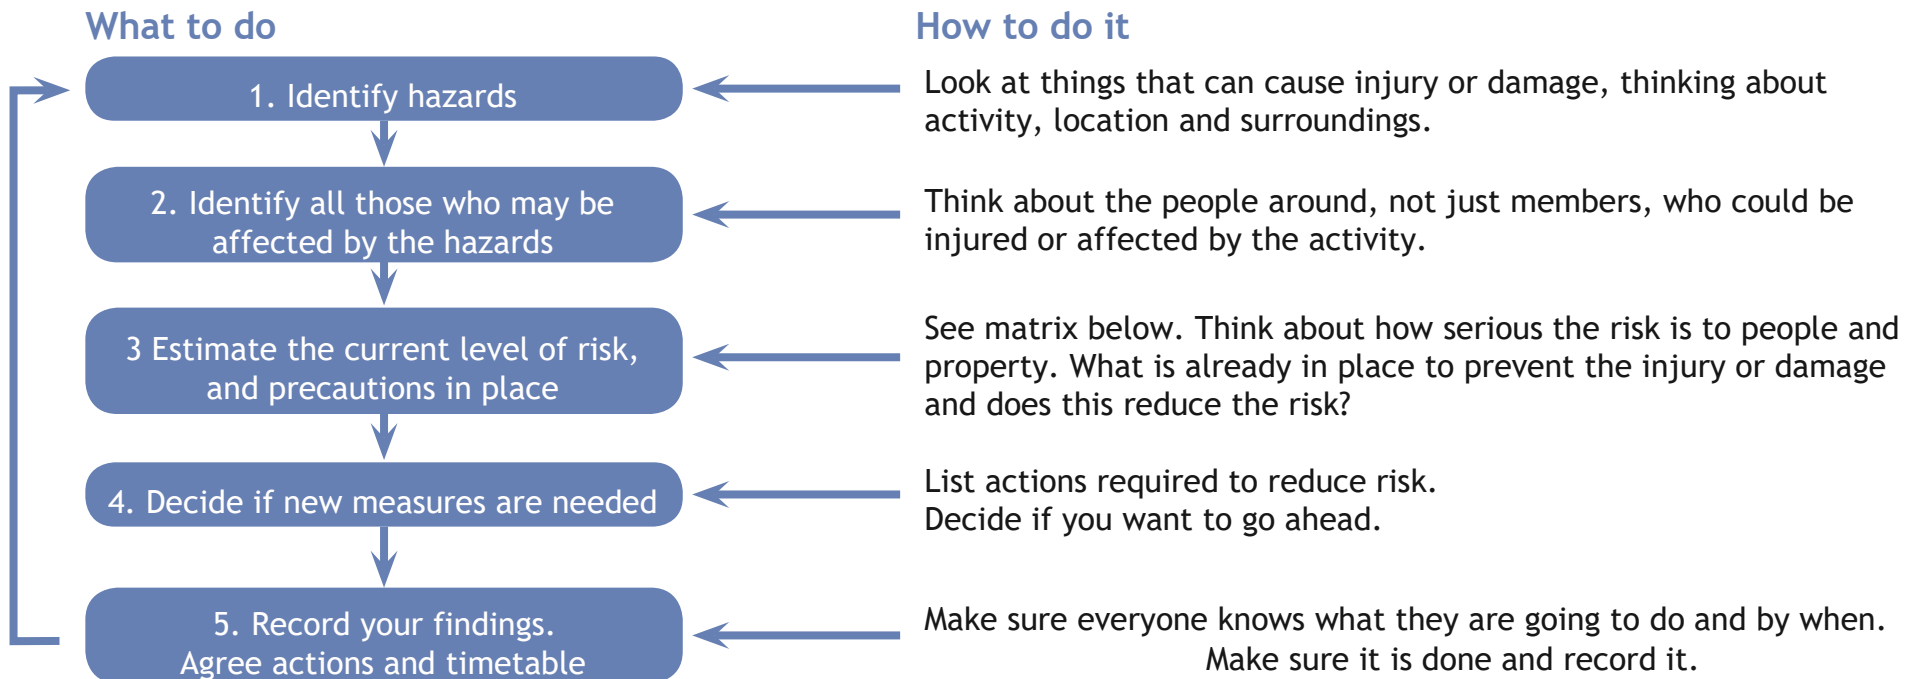 What to do
How to do it
1. Identify hazards
Look at things that can cause injury or damage, thinking about
activity, location and surroundings.
2. Identify all those who may be
affected by the hazards
Think about the people around, not just members, who could be
injured or affected by the activity.
3 Estimate the current level of risk,
and precautions in place
See matrix below. Think about how serious the risk is to people and
property. What is already in place to prevent the injury or damage
and does this reduce the risk?
4. Decide if new measures are needed
List actions required to reduce risk.
Decide if you want to go ahead.
5. Record your findings.
Agree actions and timetable
Make sure everyone knows what they are going to do and by when.
Make sure it is done and record it.